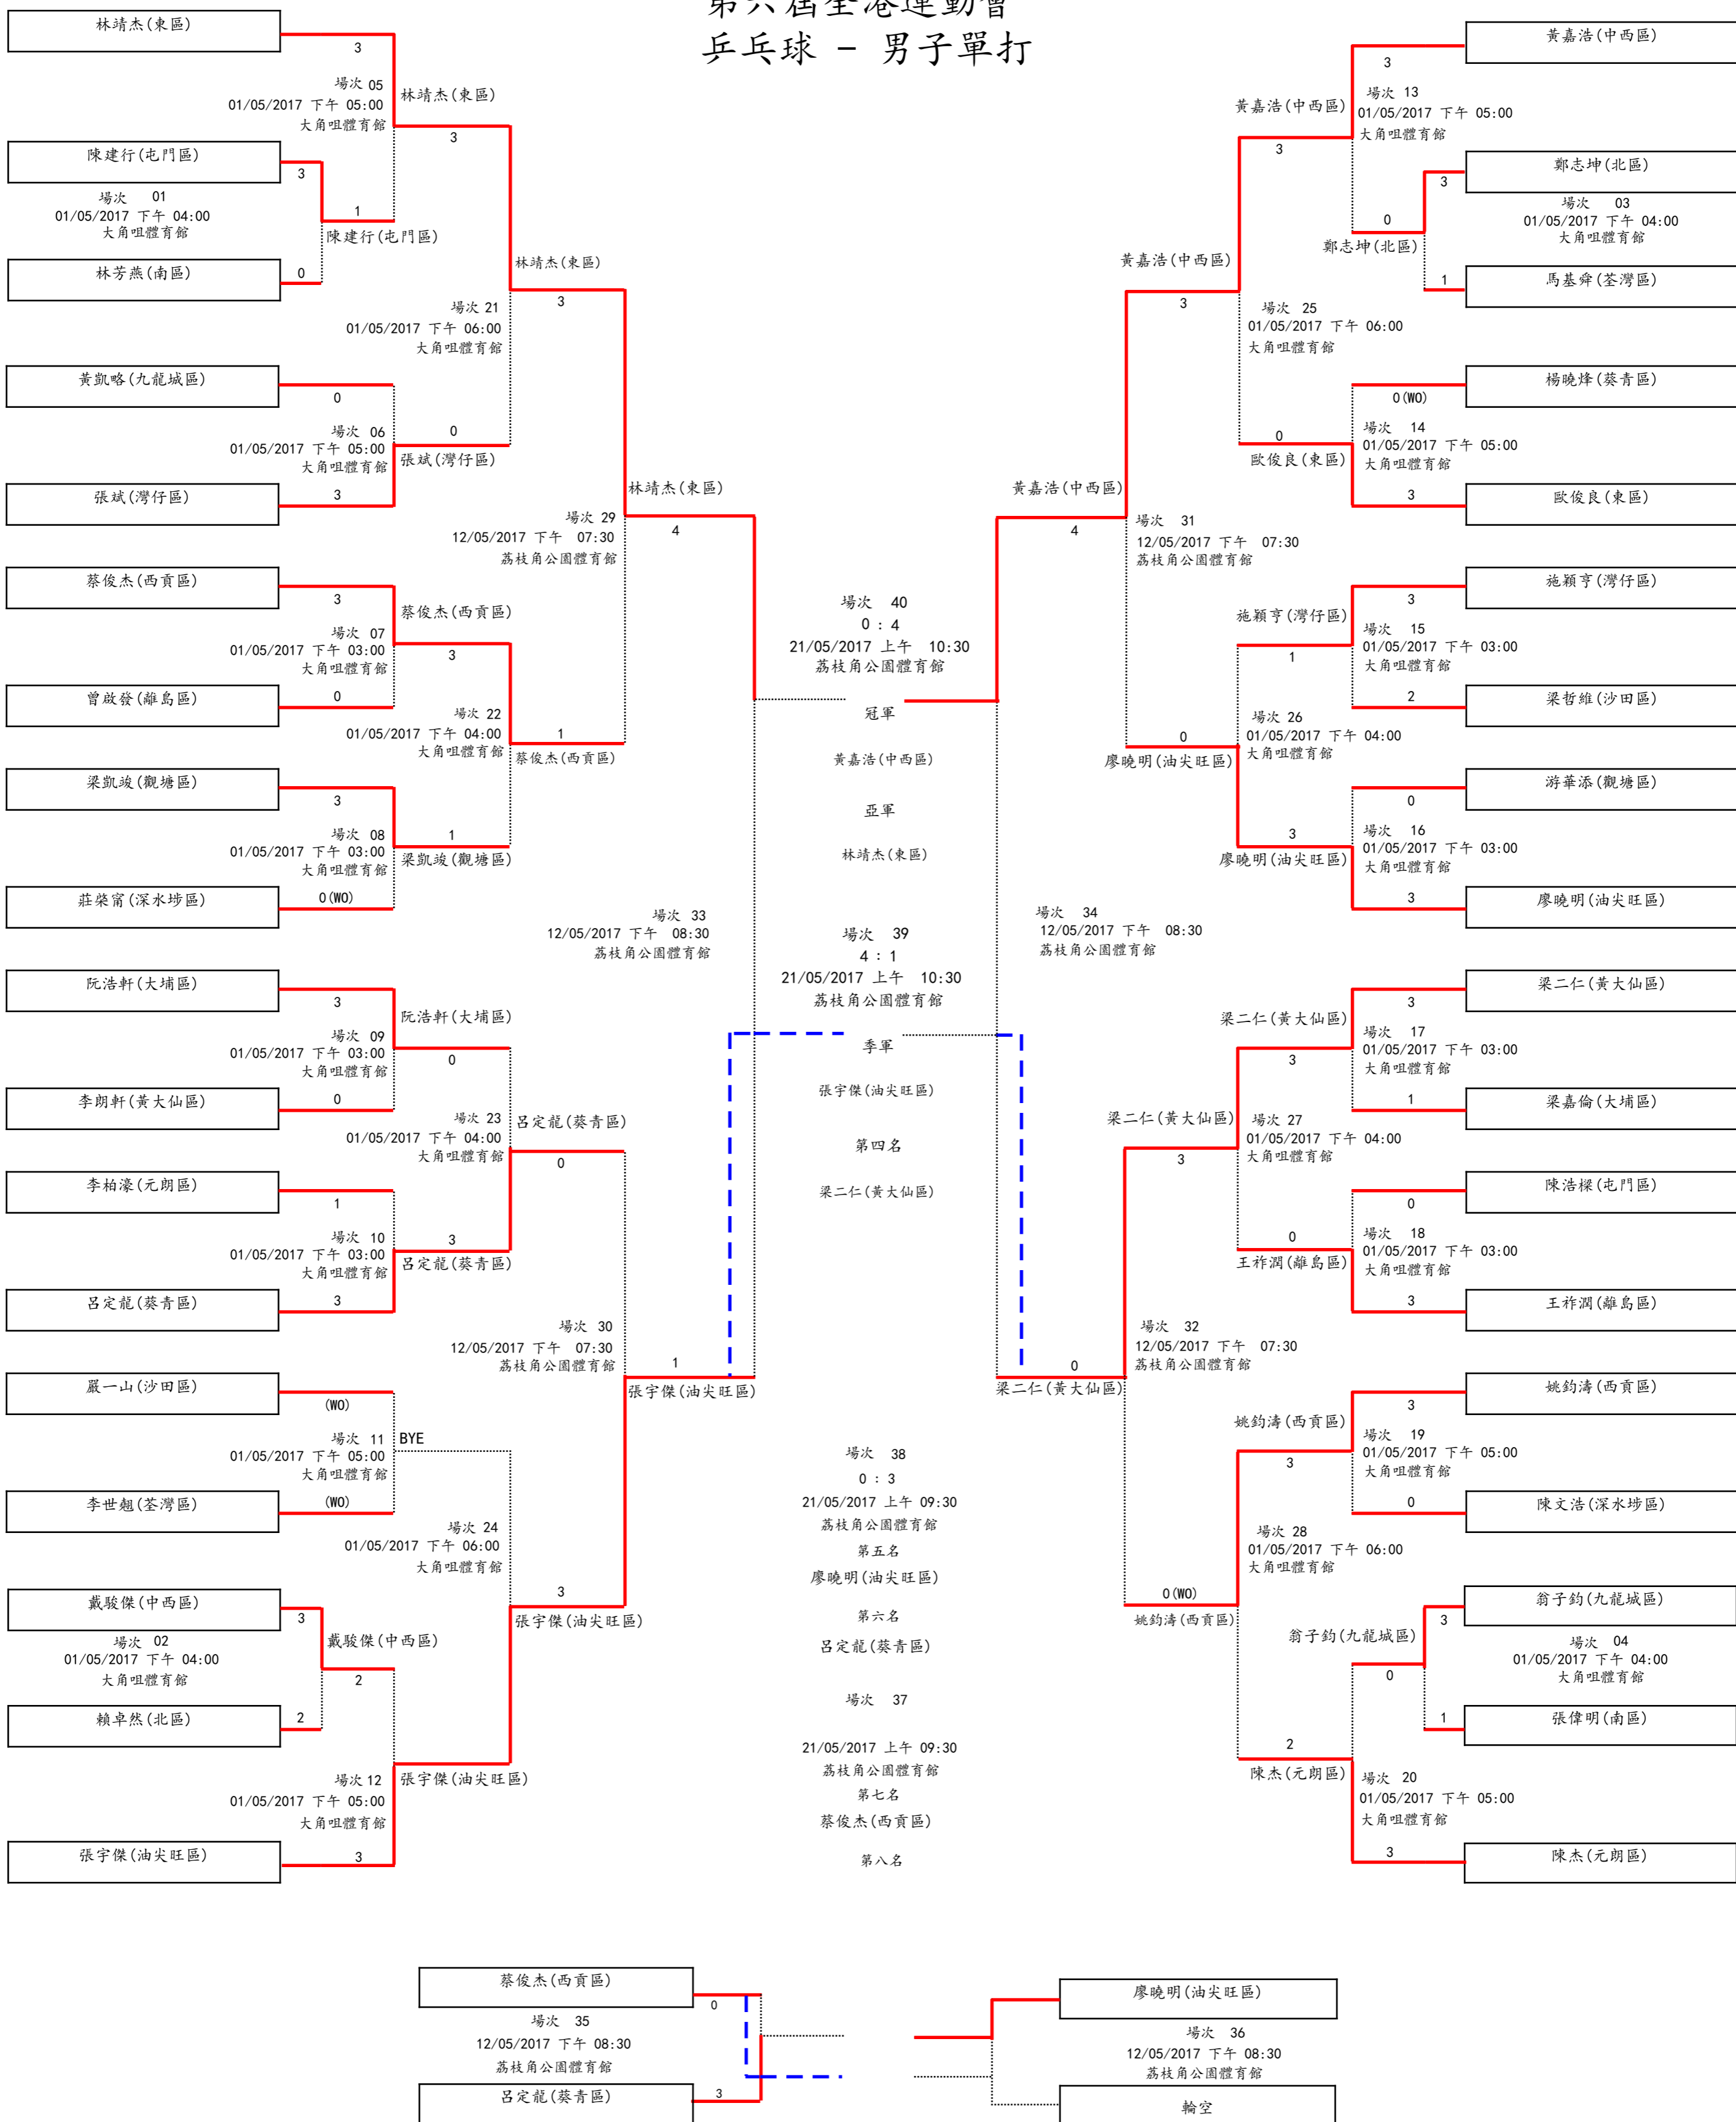 第六屆全港運動會
乒乓球 - 男子單打
林靖杰(東區)
3
場次 05
01/05/2017 下午 05:00
大角咀體育館
林靖杰(東區)
3
陳建行(屯門區)
3
場次 01
01/05/2017 下午 04:00
大角咀體育館
1
陳建行(屯門區)
林芳燕(南區)
0
林靖杰(東區)
3
場次 21
01/05/2017 下午 06:00
大角咀體育館
黃凱略(九龍城區)
0
場次 06
01/05/2017 下午 05:00
大角咀體育館
0
張斌(灣仔區)
張斌(灣仔區)
3
林靖杰(東區)
4
場次 29
12/05/2017 下午 07:30
荔枝角公園體育館
蔡俊杰(西貢區)
3
蔡俊杰(西貢區)
場次 07
01/05/2017 下午 03:00
大角咀體育館
3
曾啟發(離島區)
0
場次 22
01/05/2017 下午 04:00
大角咀體育館
1
蔡俊杰(西貢區)
梁凱竣(觀塘區)
3
場次 08
01/05/2017 下午 03:00
大角咀體育館
1
梁凱竣(觀塘區)
莊榮甯(深水埗區)
0(WO)
場次 33
12/05/2017 下午 08:30
荔枝角公園體育館
阮浩軒(大埔區)
3
阮浩軒(大埔區)
場次 09
01/05/2017 下午 03:00
大角咀體育館
0
李朗軒(黃大仙區)
0
場次 23
01/05/2017 下午 04:00
大角咀體育館
呂定龍(葵青區)
0
李柏濠(元朗區)
1
場次 10
01/05/2017 下午 03:00
大角咀體育館
3
呂定龍(葵青區)
呂定龍(葵青區)
3
場次 30
12/05/2017 下午 07:30
荔枝角公園體育館
1
張宇傑(油尖旺區)
嚴一山(沙田區)
(WO)
場次 11
01/05/2017 下午 05:00
大角咀體育館
BYE
李世翹(荃灣區)
(WO)
場次 24
01/05/2017 下午 06:00
大角咀體育館
3
張宇傑(油尖旺區)
戴駿傑(中西區)
3
場次 02
01/05/2017 下午 04:00
大角咀體育館
戴駿傑(中西區)
2
賴卓然(北區)
2
場次 12
01/05/2017 下午 05:00
大角咀體育館
張宇傑(油尖旺區)
張宇傑(油尖旺區)
3
場次 40
0 : 4
21/05/2017 上午 10:30
荔枝角公園體育館
冠軍
黃嘉浩(中西區)
亞軍
林靖杰(東區)
場次 39
4 : 1
21/05/2017 上午 10:30
荔枝角公園體育館
季軍
張宇傑(油尖旺區)
第四名
梁二仁(黃大仙區)
場次 38
0 : 3
21/05/2017 上午 09:30
荔枝角公園體育館
第五名
廖曉明(油尖旺區)
第六名
呂定龍(葵青區)
場次 37
21/05/2017 上午 09:30
荔枝角公園體育館
第七名
蔡俊杰(西貢區)
第八名
黃嘉浩(中西區)
3
場次 13
01/05/2017 下午 05:00
大角咀體育館
黃嘉浩(中西區)
3
鄭志坤(北區)
3
場次 03
01/05/2017 下午 04:00
大角咀體育館
0
鄭志坤(北區)
馬基舜(荃灣區)
1
黃嘉浩(中西區)
3
場次 25
01/05/2017 下午 06:00
大角咀體育館
楊曉烽(葵青區)
0(WO)
場次 14
01/05/2017 下午 05:00
大角咀體育館
0
歐俊良(東區)
歐俊良(東區)
3
黃嘉浩(中西區)
4
場次 31
12/05/2017 下午 07:30
荔枝角公園體育館
施穎亨(灣仔區)
3
施穎亨(灣仔區)
場次 15
01/05/2017 下午 03:00
大角咀體育館
1
梁哲維(沙田區)
2
場次 26
01/05/2017 下午 04:00
大角咀體育館
0
廖曉明(油尖旺區)
游華添(觀塘區)
0
場次 16
01/05/2017 下午 03:00
大角咀體育館
3
廖曉明(油尖旺區)
廖曉明(油尖旺區)
3
場次 34
12/05/2017 下午 08:30
荔枝角公園體育館
梁二仁(黃大仙區)
3
梁二仁(黃大仙區)
場次 17
01/05/2017 下午 03:00
大角咀體育館
3
梁嘉倫(大埔區)
1
梁二仁(黃大仙區)
3
場次 27
01/05/2017 下午 04:00
大角咀體育館
陳浩樑(屯門區)
0
場次 18
01/05/2017 下午 03:00
大角咀體育館
0
王祚潤(離島區)
王祚潤(離島區)
3
場次 32
12/05/2017 下午 07:30
荔枝角公園體育館
0
梁二仁(黃大仙區)
姚鈞濤(西貢區)
3
姚鈞濤(西貢區)
場次 19
01/05/2017 下午 05:00
大角咀體育館
3
陳文浩(深水埗區)
0
場次 28
01/05/2017 下午 06:00
大角咀體育館
0(WO)
姚鈞濤(西貢區)
翁子鈞(九龍城區)
3
翁子鈞(九龍城區)
場次 04
01/05/2017 下午 04:00
大角咀體育館
0
張偉明(南區)
1
2
陳杰(元朗區)
場次 20
01/05/2017 下午 05:00
大角咀體育館
陳杰(元朗區)
3
蔡俊杰(西貢區)
0
場次 35
12/05/2017 下午 08:30
荔枝角公園體育館
呂定龍(葵青區)
3
廖曉明(油尖旺區)
場次 36
12/05/2017 下午 08:30
荔枝角公園體育館
輪空